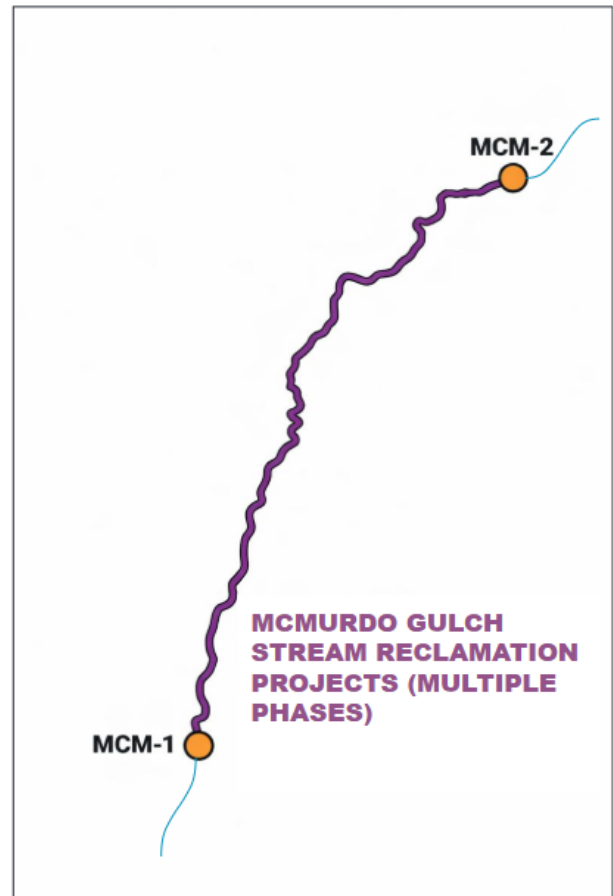 MCM-2
MCMURDO GULCH
STREAM RECLAMATION
PROJECTS (MULTIPLE
PHASES)
MCM-1